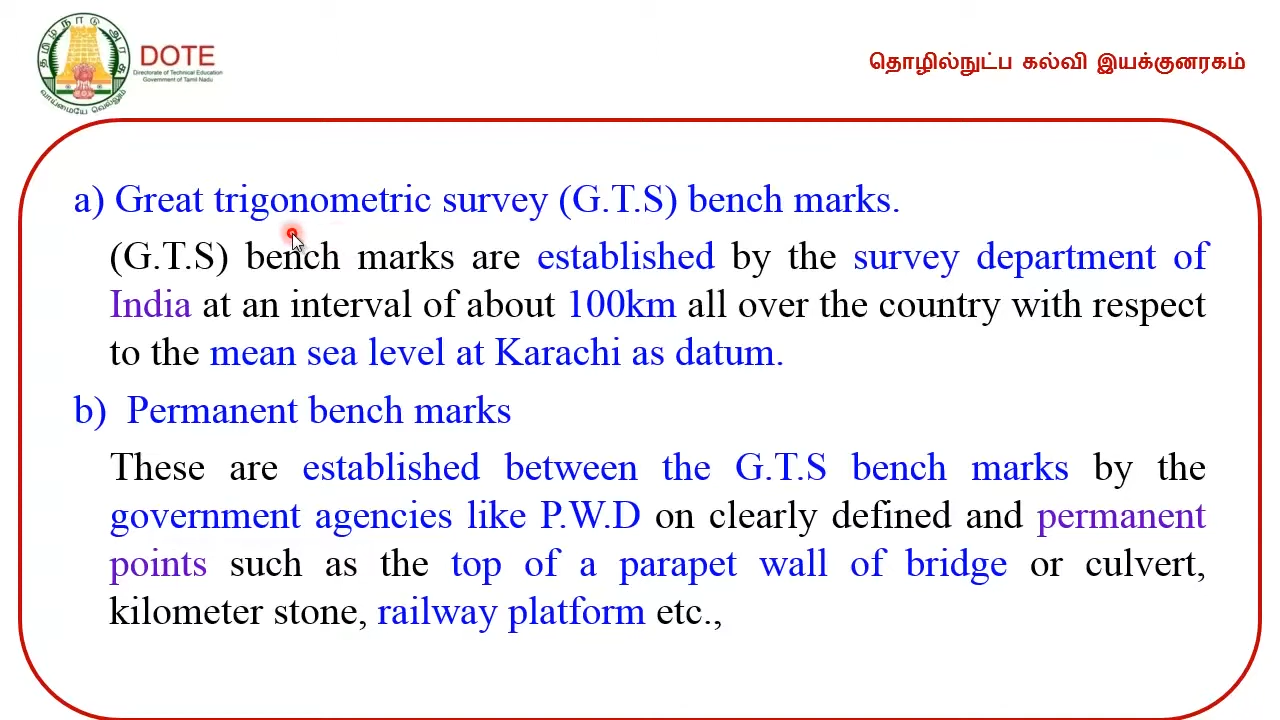 தமிழ்நாடு அரசு
வாய்மையே வெல்லும்
DOTE
Directorate of Technical Education
Government of Tamil Nadu
தொழில்நுட்ப கல்வி இயக்குனரகம்
a) Great trigonometric survey (G.T.S) bench marks.
(G.T.S) bench marks are established by the survey department of
India at an interval of about 100km all over the country with respect
to the mean sea level at Karachi as datum.
b) Permanent bench marks
These are established between the G.T.S bench marks by the
government agencies like P.W.D on clearly defined and permanent
points such as the top of a parapet wall of bridge or culvert,
kilometer stone, railway platform etc.,